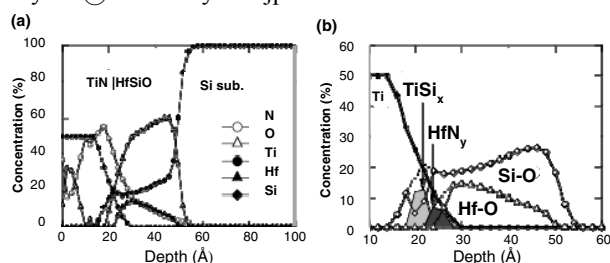 (a)
Concentration (%)
100
80
60
40
20
0
TiN |HfSiO
Si sub.
N
O
Ti
Hf
Si
0 20 40 60 80 100
Depth (Å)
(b)
Concentration (%)
60
50
40
30
20
10
0
Ti
TiSiₓ
HfNᵧ
Si-O
Hf-O
10 20 30 40 50 60
Depth (Å)